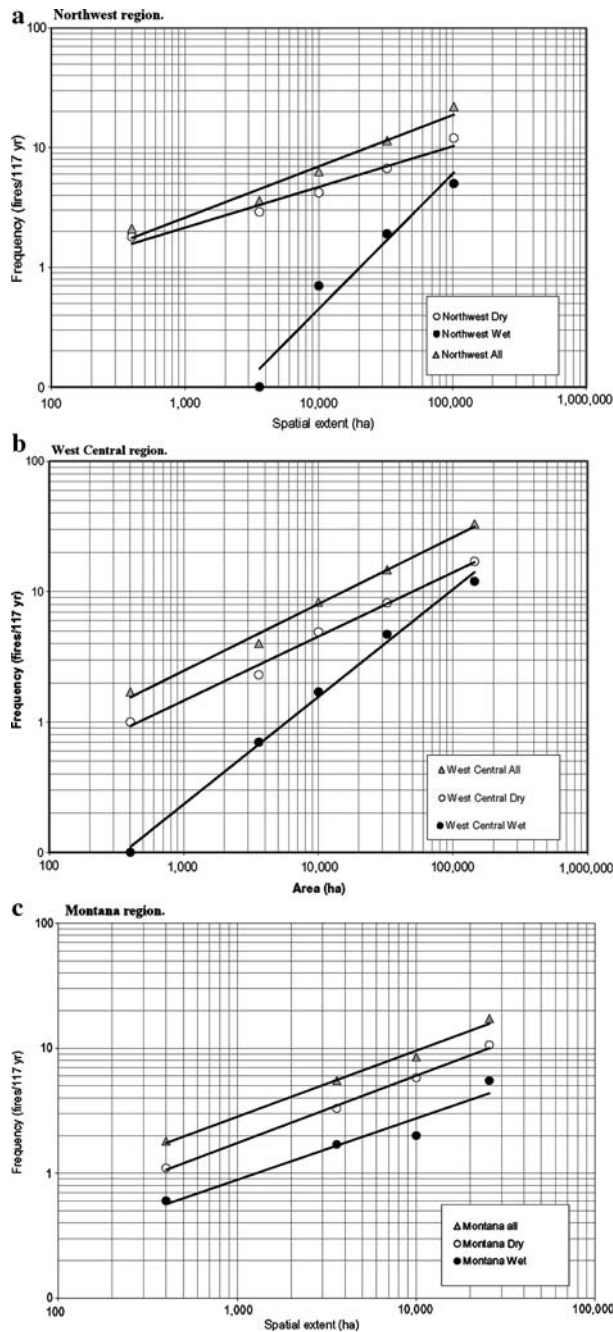 a Northwest region.
100
10
1
0
Frequency (fires/117 yr)
Northwest Dry
Northwest Wet
Northwest All
100 1,000 10,000 100,000 1,000,000
Spatial extent (ha)
b West Central region.
100
10
1
0
Frequency (fires/117 yr)
West Central All
West Central Dry
West Central Wet
100 1,000 10,000 100,000 1,000,000
Area (ha)
c Montana region.
100
10
1
0
Frequency (fires/117 yr)
Montana all
Montana Dry
Montana Wet
100 1,000 10,000 100,000
Spatial extent (ha)